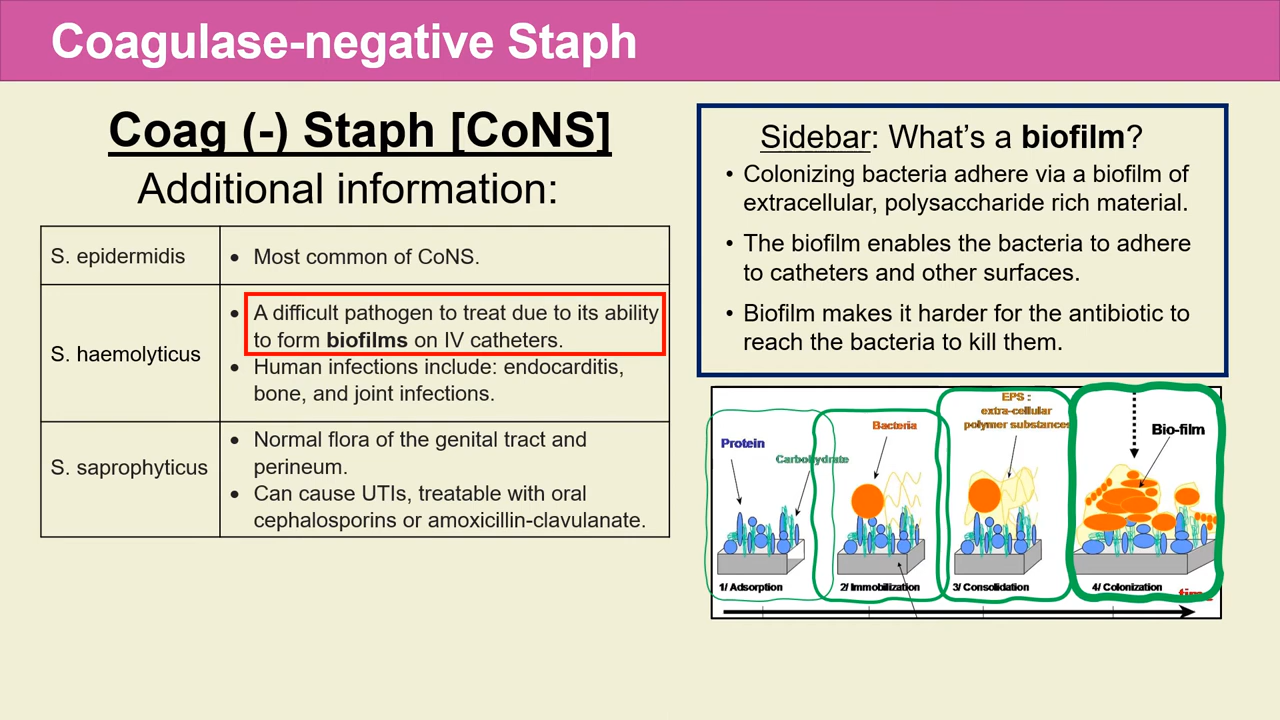 Coagulase-negative Staph
Coag (-) Staph [CoNS]
Additional information:
S. epidermidis
• Most common of CoNS.
S. haemolyticus
• A difficult pathogen to treat due to its ability
to form biofilms on IV catheters.
• Human infections include: endocarditis,
bone, and joint infections.
S. saprophyticus
• Normal flora of the genital tract and
perineum.
• Can cause UTIs, treatable with oral
cephalosporins or amoxicillin-clavulanate.
Sidebar: What's a biofilm?
• Colonizing bacteria adhere via a biofilm of
extracellular, polysaccharide rich material.
• The biofilm enables the bacteria to adhere
to catheters and other surfaces.
• Biofilm makes it harder for the antibiotic to
reach the bacteria to kill them.
Protein
Carbohydrate
1/ Adsorption
Bacteria
2/ Immobilization
EPS :
extra-cellular
polymer substances
3/ Consolidation
Bio-film
4/ Colonization
time